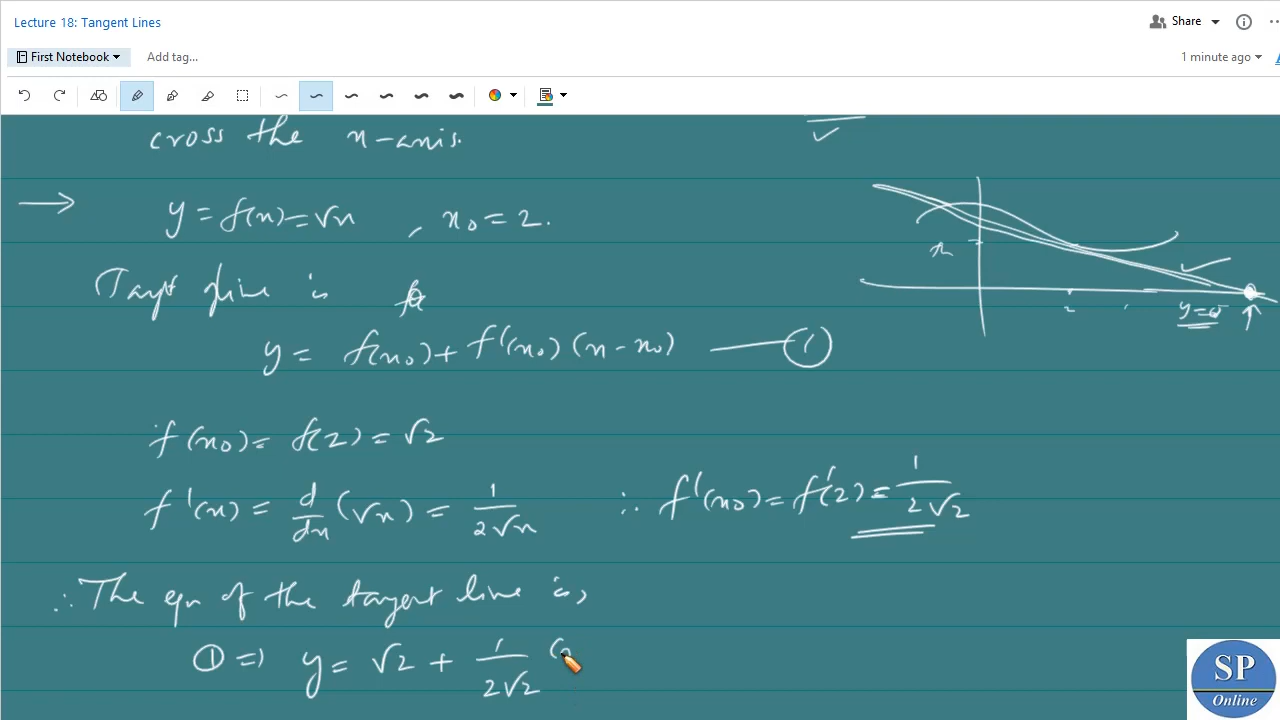 Lecture 18: Tangent Lines
Share
First Notebook
Add tag...
1 minute ago
cross the x-axis.
y = f(x) = √x , x₀ = 2.
Tangt line is
y = f(x₀) + f'(x₀) (x - x₀) ——— ①
f(x₀) = f(2) = √2
f'(x) = d/dx (√x) = 1/2√x ∴ f'(x₀) = f'(2) = 1/2√2
∴ The eqn of the tangent line is,
① ⇒ y = √2 + 1/2√2 (
2
y=0
SP
Online